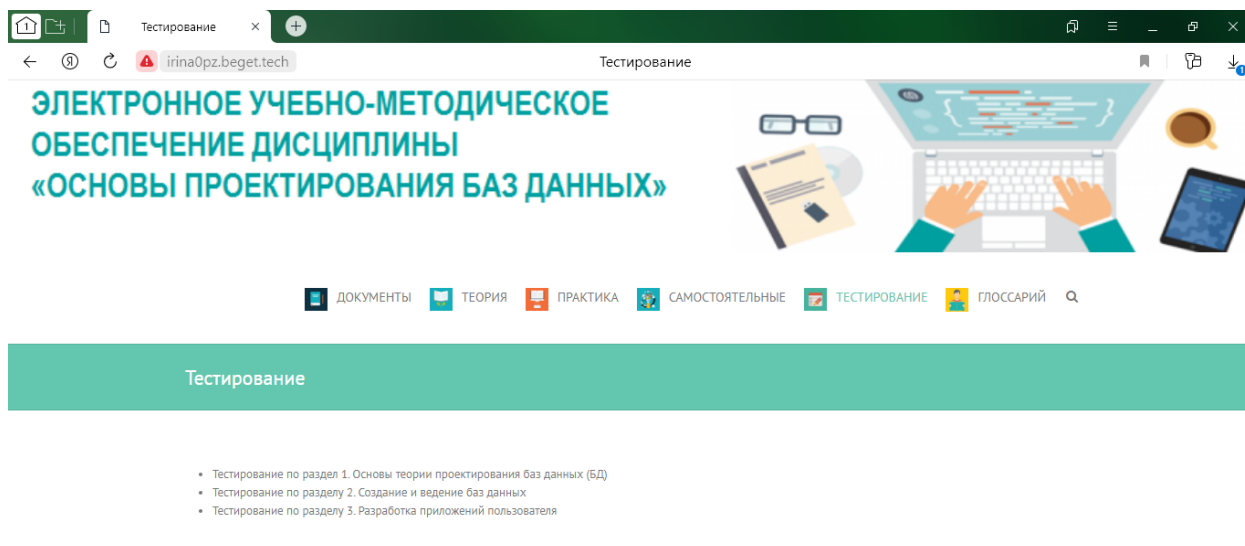 1
Тестирование
irina0pz.beget.tech
Тестирование
1
ЭЛЕКТРОННОЕ УЧЕБНО-МЕТОДИЧЕСКОЕ
ОБЕСПЕЧЕНИЕ ДИСЦИПЛИНЫ
«ОСНОВЫ ПРОЕКТИРОВАНИЯ БАЗ ДАННЫХ»
ДОКУМЕНТЫ ТЕОРИЯ ПРАКТИКА САМОСТОЯТЕЛЬНЫЕ ТЕСТИРОВАНИЕ ГЛОССАРИЙ
Тестирование
• Тестирование по раздел 1. Основы теории проектирования баз данных (БД)
• Тестирование по разделу 2. Создание и ведение баз данных
• Тестирование по разделу 3. Разработка приложений пользователя